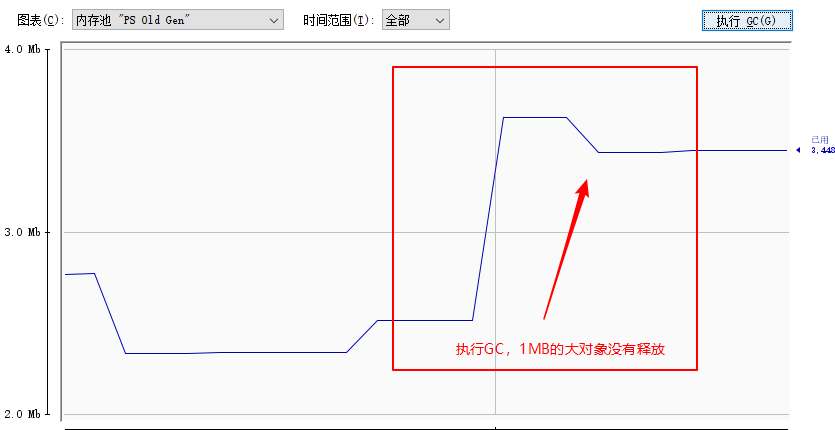 图表(C): 内存池 "PS Old Gen" 时间范围(T): 全部 执行 GC(G)
4.0 Mb
已用
3,448
3.0 Mb
执行GC，1MB的大对象没有释放
2.0 Mb